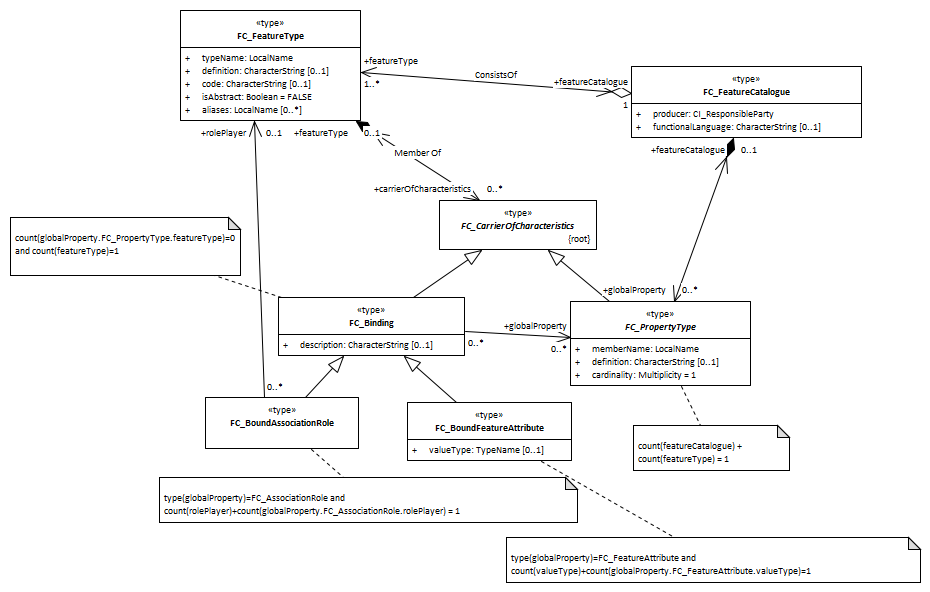 «type»
FC_FeatureType
+ typeName: LocalName
+ definition: CharacterString [0..1]
+ code: CharacterString [0..1]
+ isAbstract: Boolean = FALSE
+ aliases: LocalName [0..*]
+featureType
1..*
ConsistsOf
+featureCatalogue
1
«type»
FC_FeatureCatalogue
+ producer: CI_ResponsibleParty
+ functionalLanguage: CharacterString [0..1]
+rolePlayer 0..1
+featureType 0..1
Member Of
+featureCatalogue 0..1
+carrierOfCharacteristics 0..*
«type»
FC_CarrierOfCharacteristics
{root}
count(globalProperty.FC_PropertyType.featureType)=0
and count(featureType)=1
+globalProperty 0..*
«type»
FC_Binding
+ description: CharacterString [0..1]
+globalProperty
0..*
0..*
«type»
FC_PropertyType
+ memberName: LocalName
+ definition: CharacterString [0..1]
+ cardinality: Multiplicity = 1
0..*
«type»
FC_BoundAssociationRole
«type»
FC_BoundFeatureAttribute
+ valueType: TypeName [0..1]
count(featureCatalogue) +
count(featureType) = 1
type(globalProperty)=FC_AssociationRole and
count(rolePlayer)+count(globalProperty.FC_AssociationRole.rolePlayer) = 1
type(globalProperty)=FC_FeatureAttribute and
count(valueType)+count(globalProperty.FC_FeatureAttribute.valueType)=1